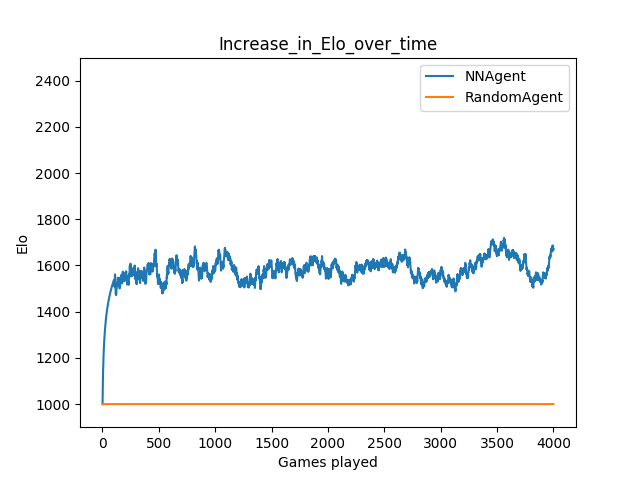 Increase_in_Elo_over_time
NNAgent
RandomAgent
2400
2200
2000
1800
1600
1400
1200
1000
Elo
0 500 1000 1500 2000 2500 3000 3500 4000
Games played